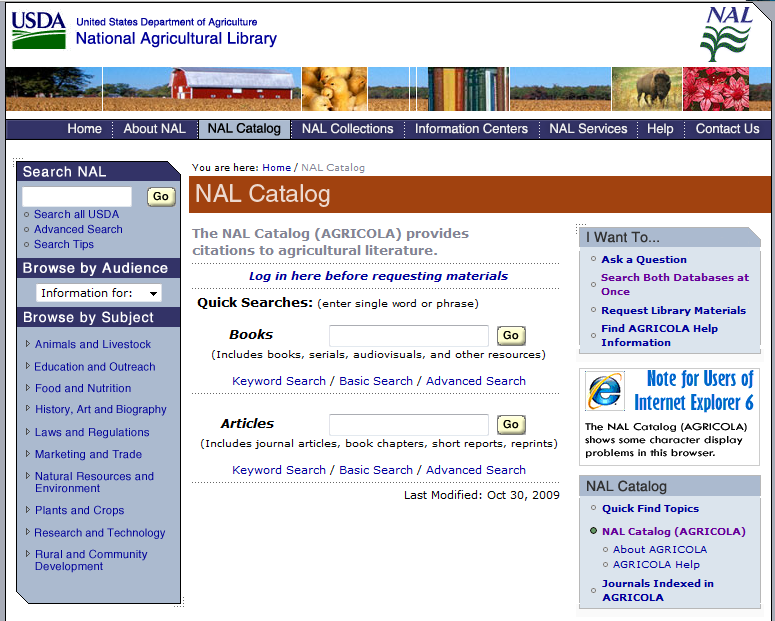 USDA
United States Department of Agriculture
National Agricultural Library
NAL
Home
About NAL
NAL Catalog
NAL Collections
Information Centers
NAL Services
Help
Contact Us
Search NAL
Go
Search all USDA
Advanced Search
Search Tips
Browse by Audience
Information for:
Browse by Subject
Animals and Livestock
Education and Outreach
Food and Nutrition
History, Art and Biography
Laws and Regulations
Marketing and Trade
Natural Resources and
Environment
Plants and Crops
Research and Technology
Rural and Community
Development
You are here: Home / NAL Catalog
NAL Catalog
The NAL Catalog (AGRICOLA) provides
citations to agricultural literature.
Log in here before requesting materials
Quick Searches: (enter single word or phrase)
Books
Go
(Includes books, serials, audiovisuals, and other resources)
Keyword Search / Basic Search / Advanced Search
Articles
Go
(Includes journal articles, book chapters, short reports, reprints)
Keyword Search / Basic Search / Advanced Search
Last Modified: Oct 30, 2009
I Want To...
Ask a Question
Search Both Databases at
Once
Request Library Materials
Find AGRICOLA Help
Information
Note for Users of
Internet Explorer 6
The NAL Catalog (AGRICOLA)
shows some character display
problems in this browser.
NAL Catalog
Quick Find Topics
NAL Catalog (AGRICOLA)
About AGRICOLA
AGRICOLA Help
Journals Indexed in
AGRICOLA